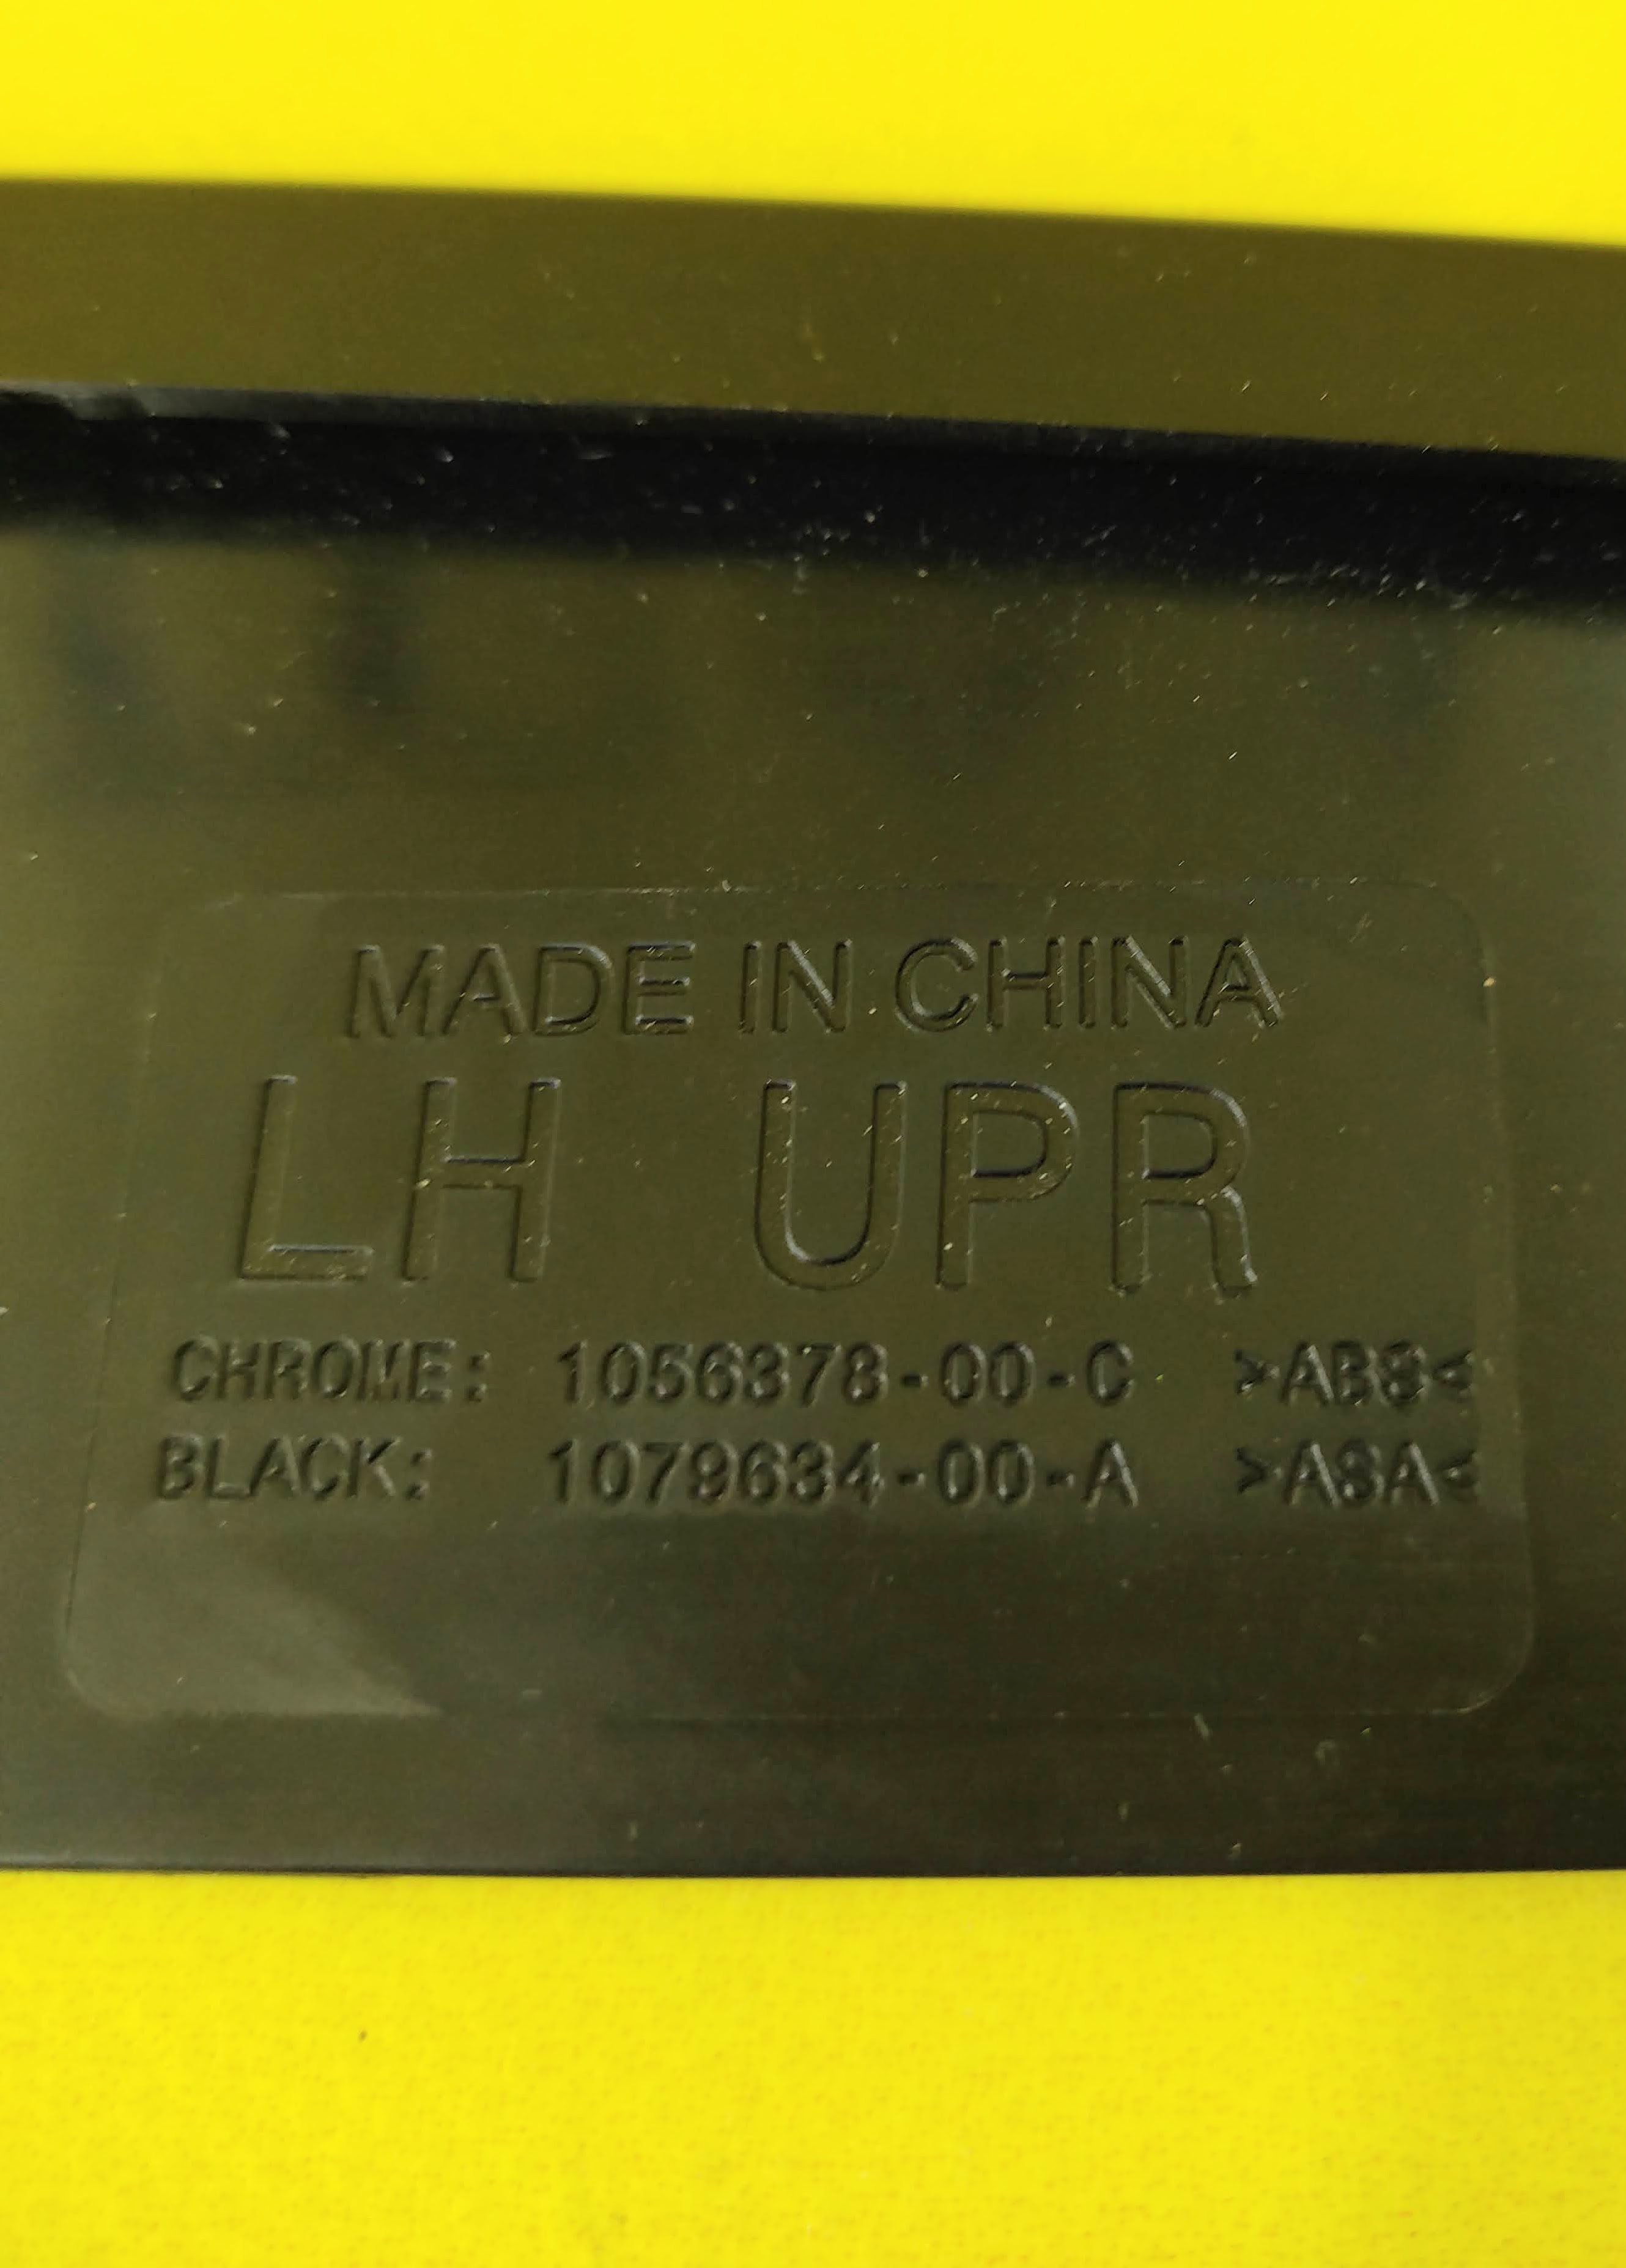 MADE IN CHINA
LH UPR
CHROME: 1056378-00-C >ABS<
BLACK: 1079634-00-A >ASA<